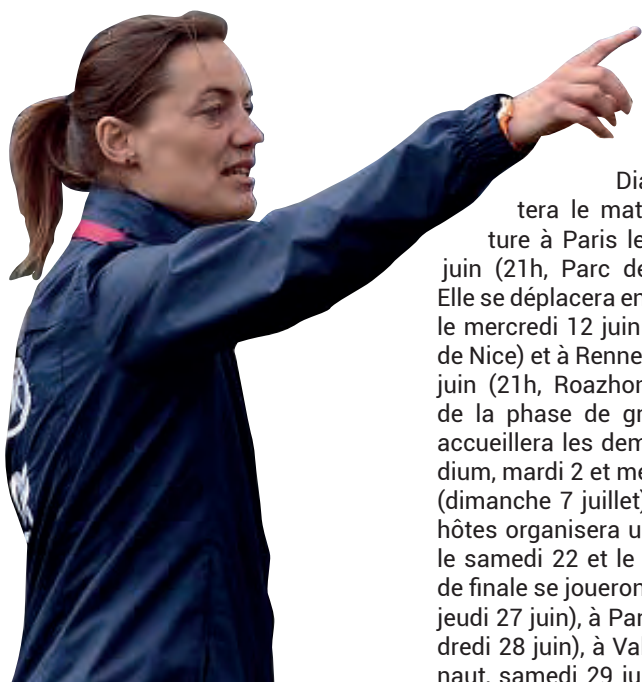 Dia
tera le mat
ture à Paris le
juin (21h, Parc de
Elle se déplacera en
le mercredi 12 juin
de Nice) et à Renne
juin (21h, Roazhon
de la phase de gr
accueillera les dem
dium, mardi 2 et me
(dimanche 7 juillet)
hôtes organisera u
le samedi 22 et le
de finale se joueron
jeudi 27 juin), à Par
dredi 28 juin), à Val
naut, samedi 29 ju